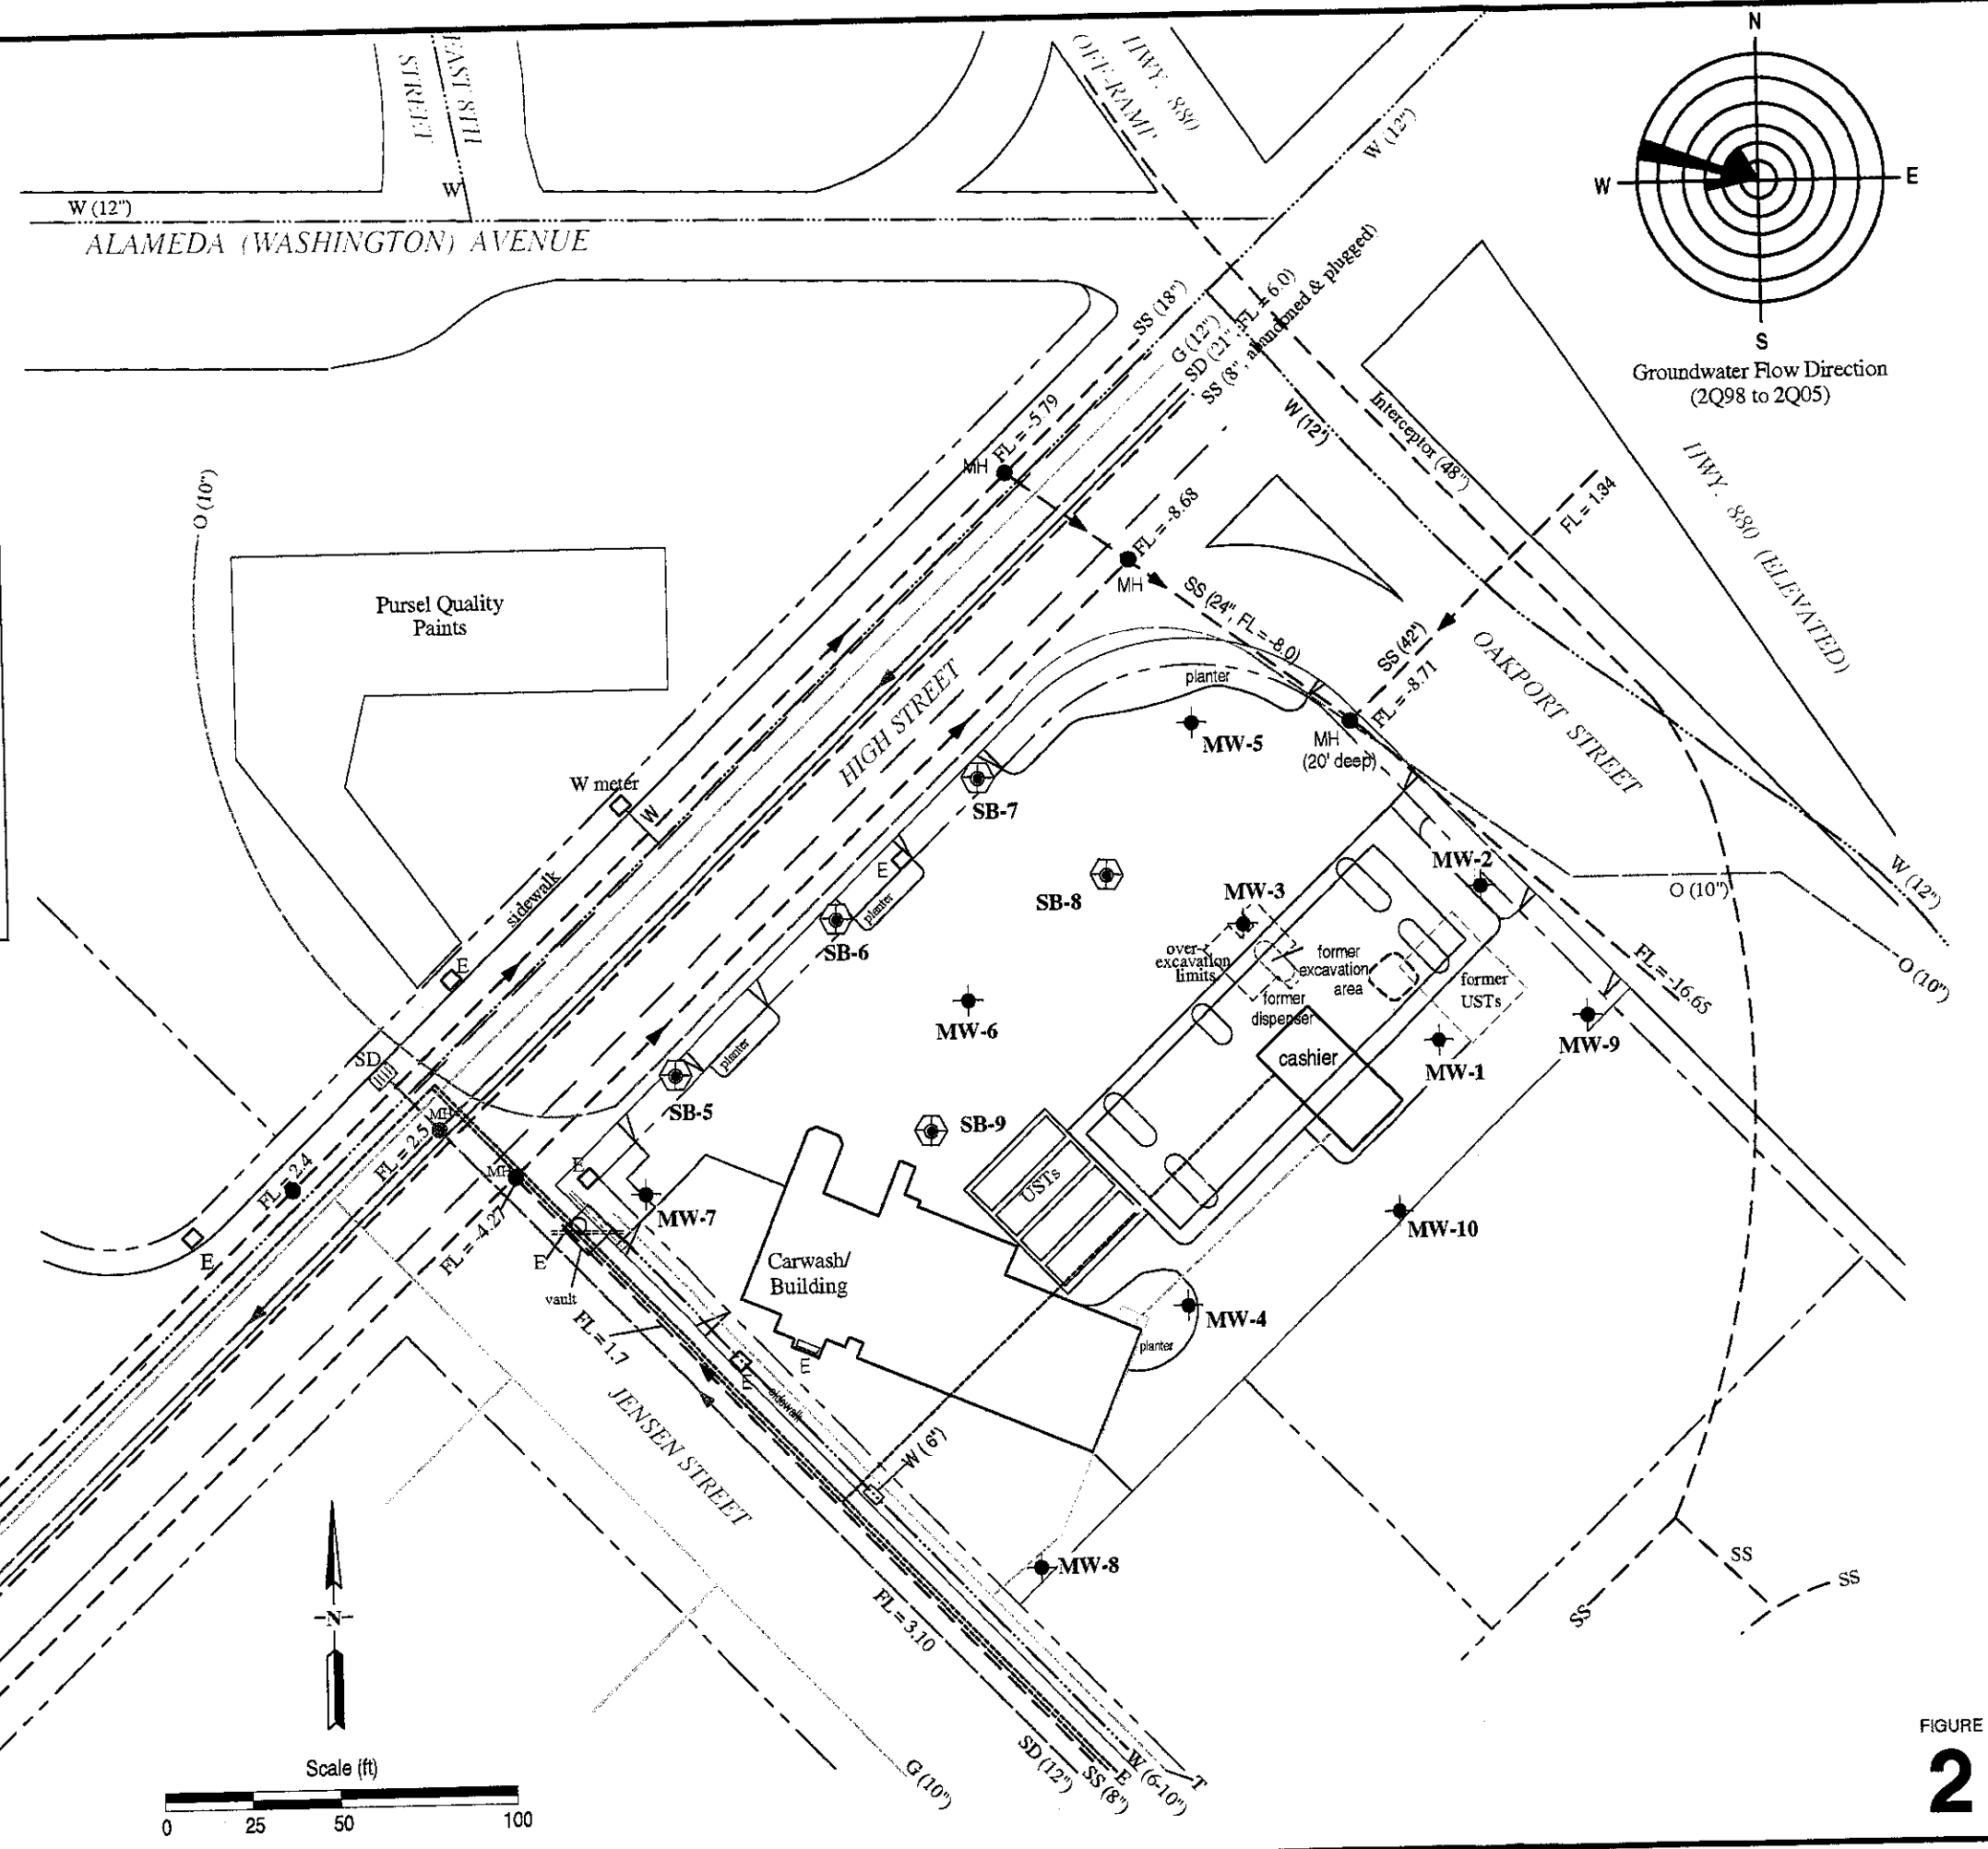 EAST 8TH
STREET
HWY. 880
OFF-RAMP
N
W
E
S
Groundwater Flow Direction
(2Q98 to 2Q05)
W (12")
W
W (12")
ALAMEDA (WASHINGTON) AVENUE
SS (18")
G (12")
SD (21", FL = 6.0)
SS (8", abandoned & plugged)
W (12")
Interceptor (48")
HWY. 880 (ELEVATED)
O (10")
MH
FL = -5.79
FL = -8.68
MH
FL = 1.34
SS (24", FL = -8.0)
SS (42")
FL = -8.71
OAKPORT STREET
Pursel Quality
Paints
HIGH STREET
planter
MW-5
MH
(20' deep)
W meter
W
SB-7
sidewalk
E
planter
SB-6
SB-8
MW-3
MW-2
O (10")
W (12")
O (10")
over-
excavation
limits
former
excavation
area
former
dispenser
former
USTs
FL = -16.65
E
MW-6
cashier
MW-1
MW-9
SD
planter
SB-5
SB-9
MH
FL = 2.5
FL = 2.4
MH
E
FL = -4.27
MW-7
USTs
MW-10
E
E
vault
Carwash/
Building
FL = 1.7
MW-4
planter
E
E
sidewalk
JENSEN STREET
W (6")
MW-8
SS
SS
SS
FL = 3.10
-N-
G (10")
SD (12")
SS (8")
E
W (6-10")
T
Scale (ft)
0 25 50 100
FIGURE
2